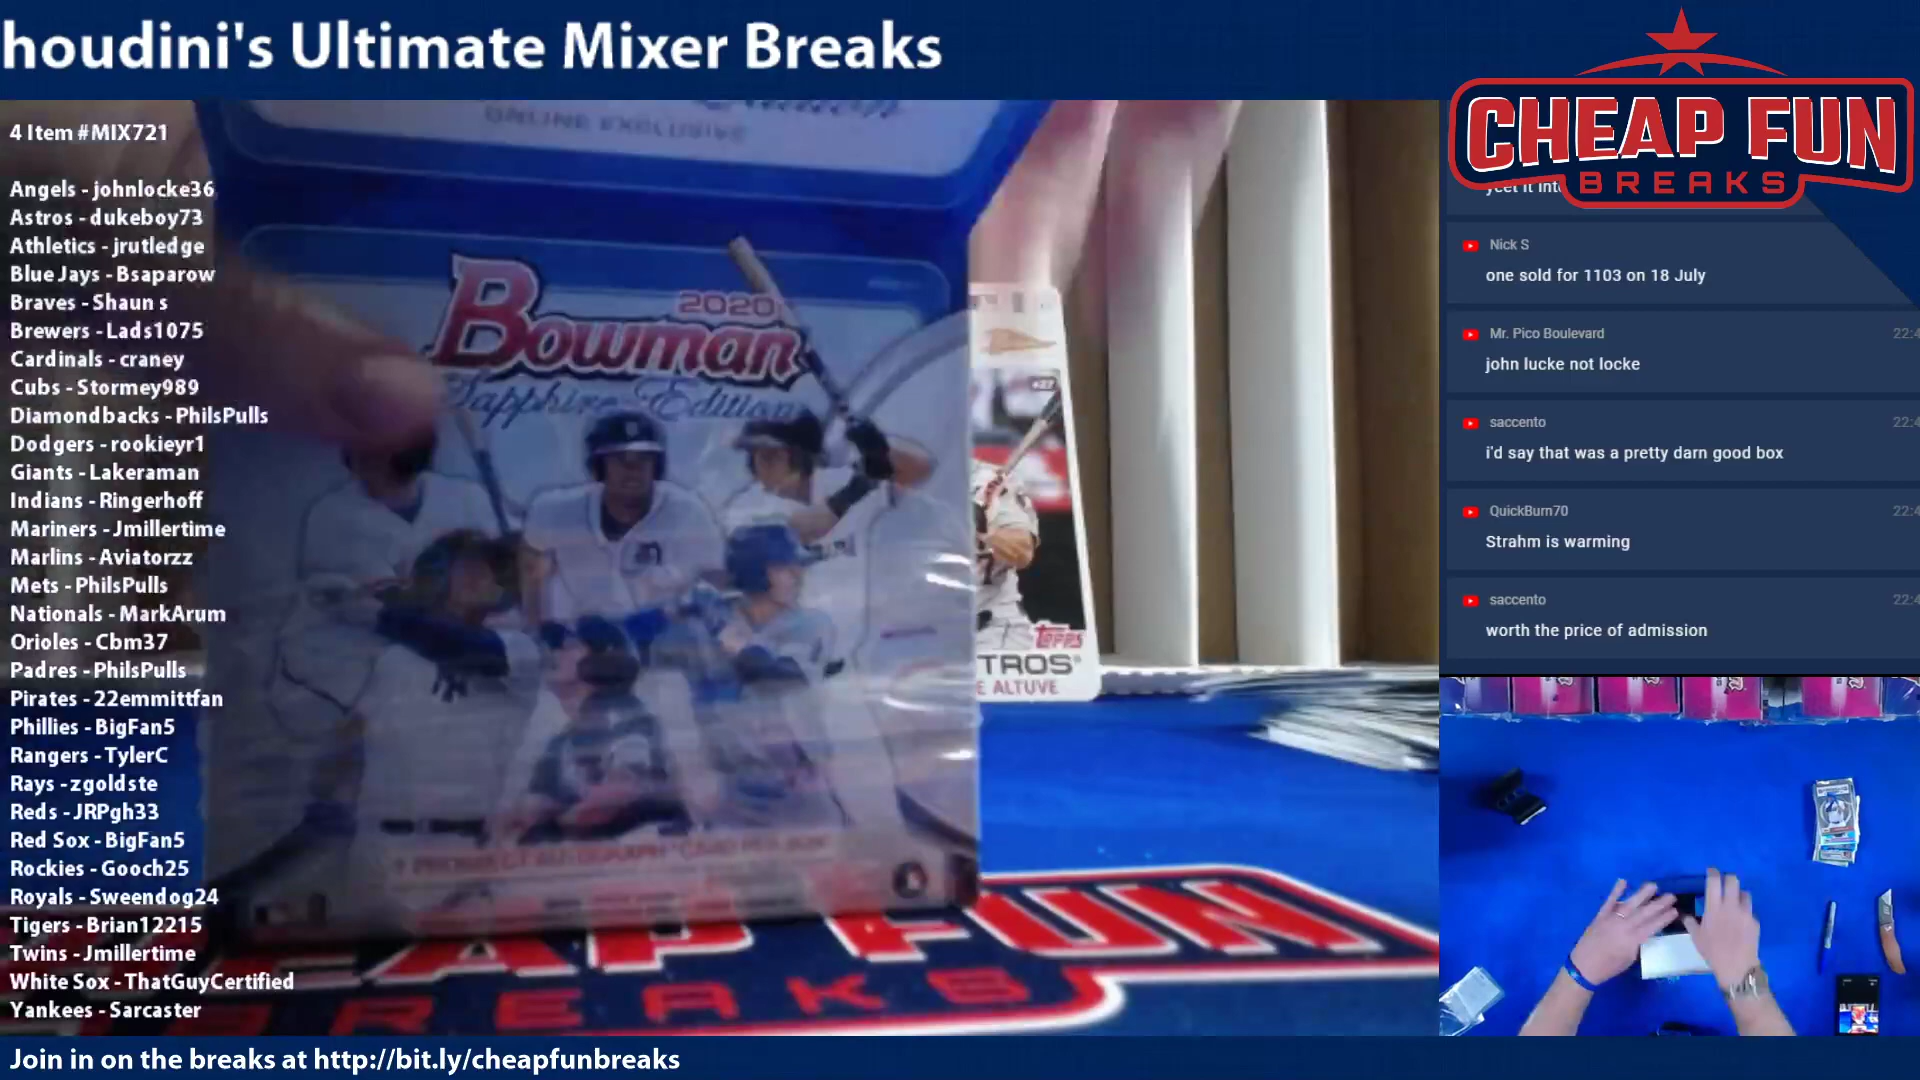 houdini's Ultimate Mixer Breaks
CHEAP FUN
BREAKS
4 Item #MIX721
Angels - johnlocke36
Astros - dukeboy73
Athletics - jrutledge
Blue Jays - Bsaparow
Braves - Shaun s
Brewers - Lads1075
Cardinals - craney
Cubs - Stormey989
Diamondbacks - PhilsPulls
Dodgers - rookieyr1
Giants - Lakeraman
Indians - Ringerhoff
Mariners - Jmillertime
Marlins - Aviatorzz
Mets - PhilsPulls
Nationals - MarkArum
Orioles - Cbm37
Padres - PhilsPulls
Pirates - 22emmittfan
Phillies - BigFan5
Rangers - TylerC
Rays - zgoldste
Reds - JRPgh33
Red Sox - BigFan5
Rockies - Gooch25
Royals - Sweendog24
Tigers - Brian12215
Twins - Jmillertime
White Sox - ThatGuyCertified
Yankees - Sarcaster
ONLINE EXCLUSIVE
2020
Bowman
Sapphire Edition
Topps
TROS
E ALTUVE
EAP FUN
BREAKS
yeet it
Nick S
one sold for 1103 on 18 July
Mr. Pico Boulevard
john lucke not locke
saccento
i'd say that was a pretty darn good box
QuickBurn70
Strahm is warming
saccento
worth the price of admission
Join in on the breaks at http://bit.ly/cheapfunbreaks